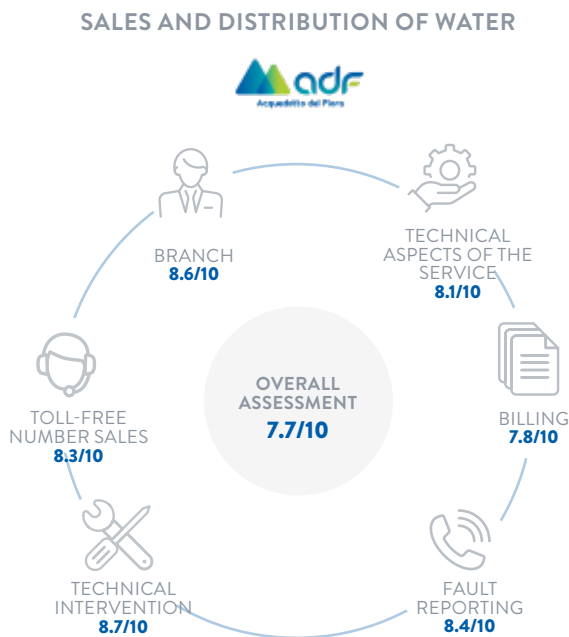 SALES AND DISTRIBUTION OF WATER
adf
Acquedotto del Fiora
BRANCH
8.6/10
TECHNICAL
ASPECTS OF THE
SERVICE
8.1/10
TOLL-FREE
NUMBER SALES
8.3/10
OVERALL
ASSESSMENT
7.7/10
BILLING
7.8/10
TECHNICAL
INTERVENTION
8.7/10
FAULT
REPORTING
8.4/10